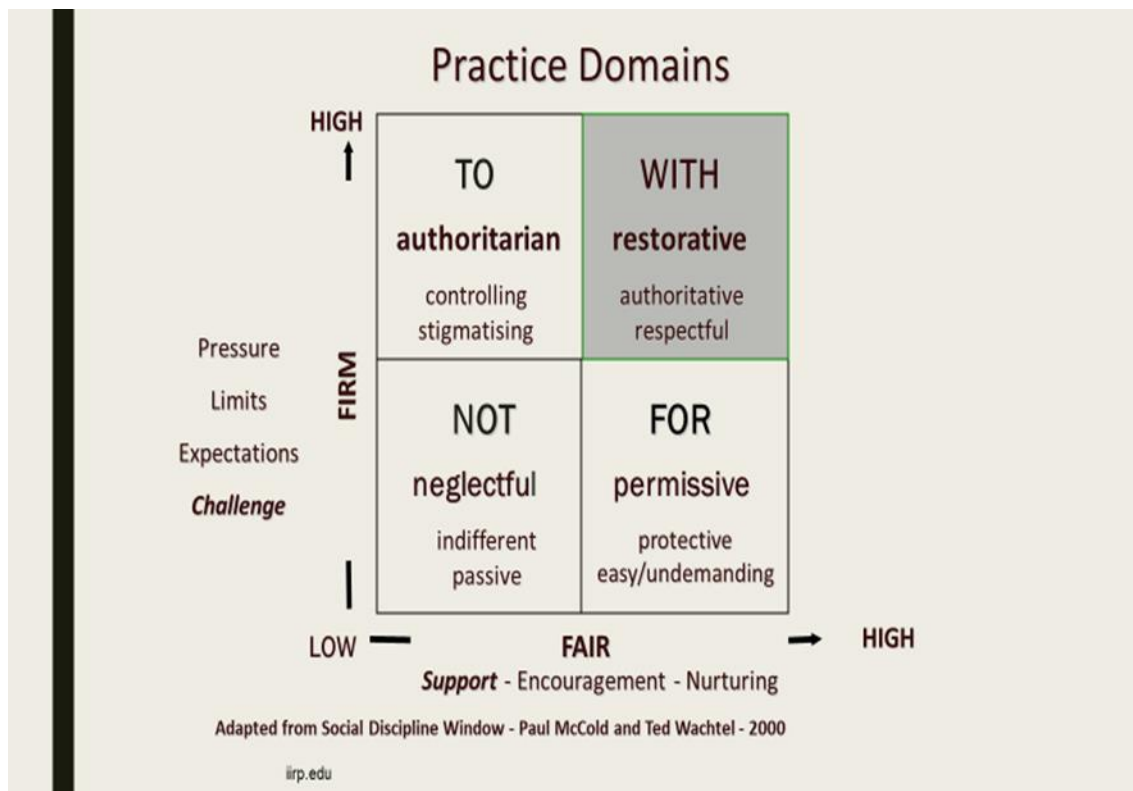 Practice Domains
HIGH
TO
authoritarian
controlling
stigmatising
WITH
restorative
authoritative
respectful
Pressure
Limits
Expectations
Challenge
FIRM
NOT
neglectful
indifferent
passive
FOR
permissive
protective
easy/undemanding
LOW
FAIR
HIGH
Support - Encouragement - Nurturing
Adapted from Social Discipline Window - Paul McCold and Ted Wachtel - 2000
iirp.edu